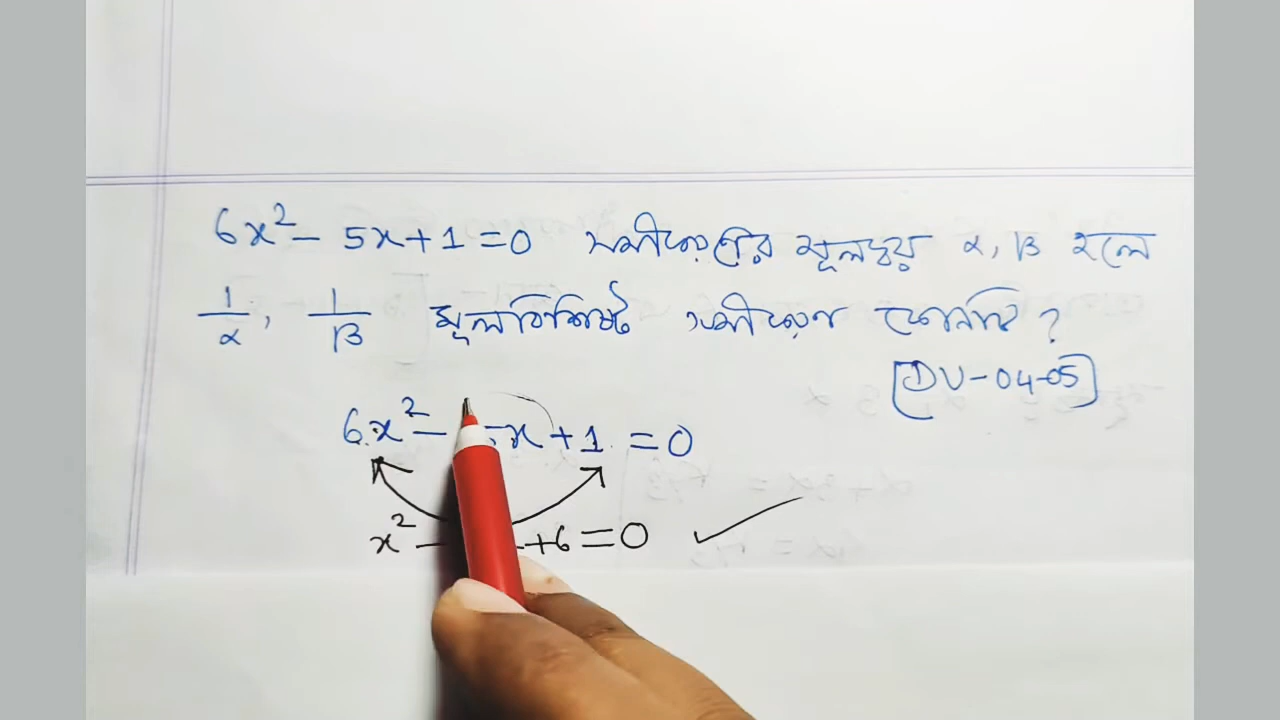 6x² - 5x + 1 = 0 সমীকরণের মূলদ্বয় α, β হলে
1/α, 1/β মূলবিশিষ্ট সমীকরণ কোনটি?
[DU-04-05]
6x² - x + 1 = 0
x² - + 6 = 0 ✓